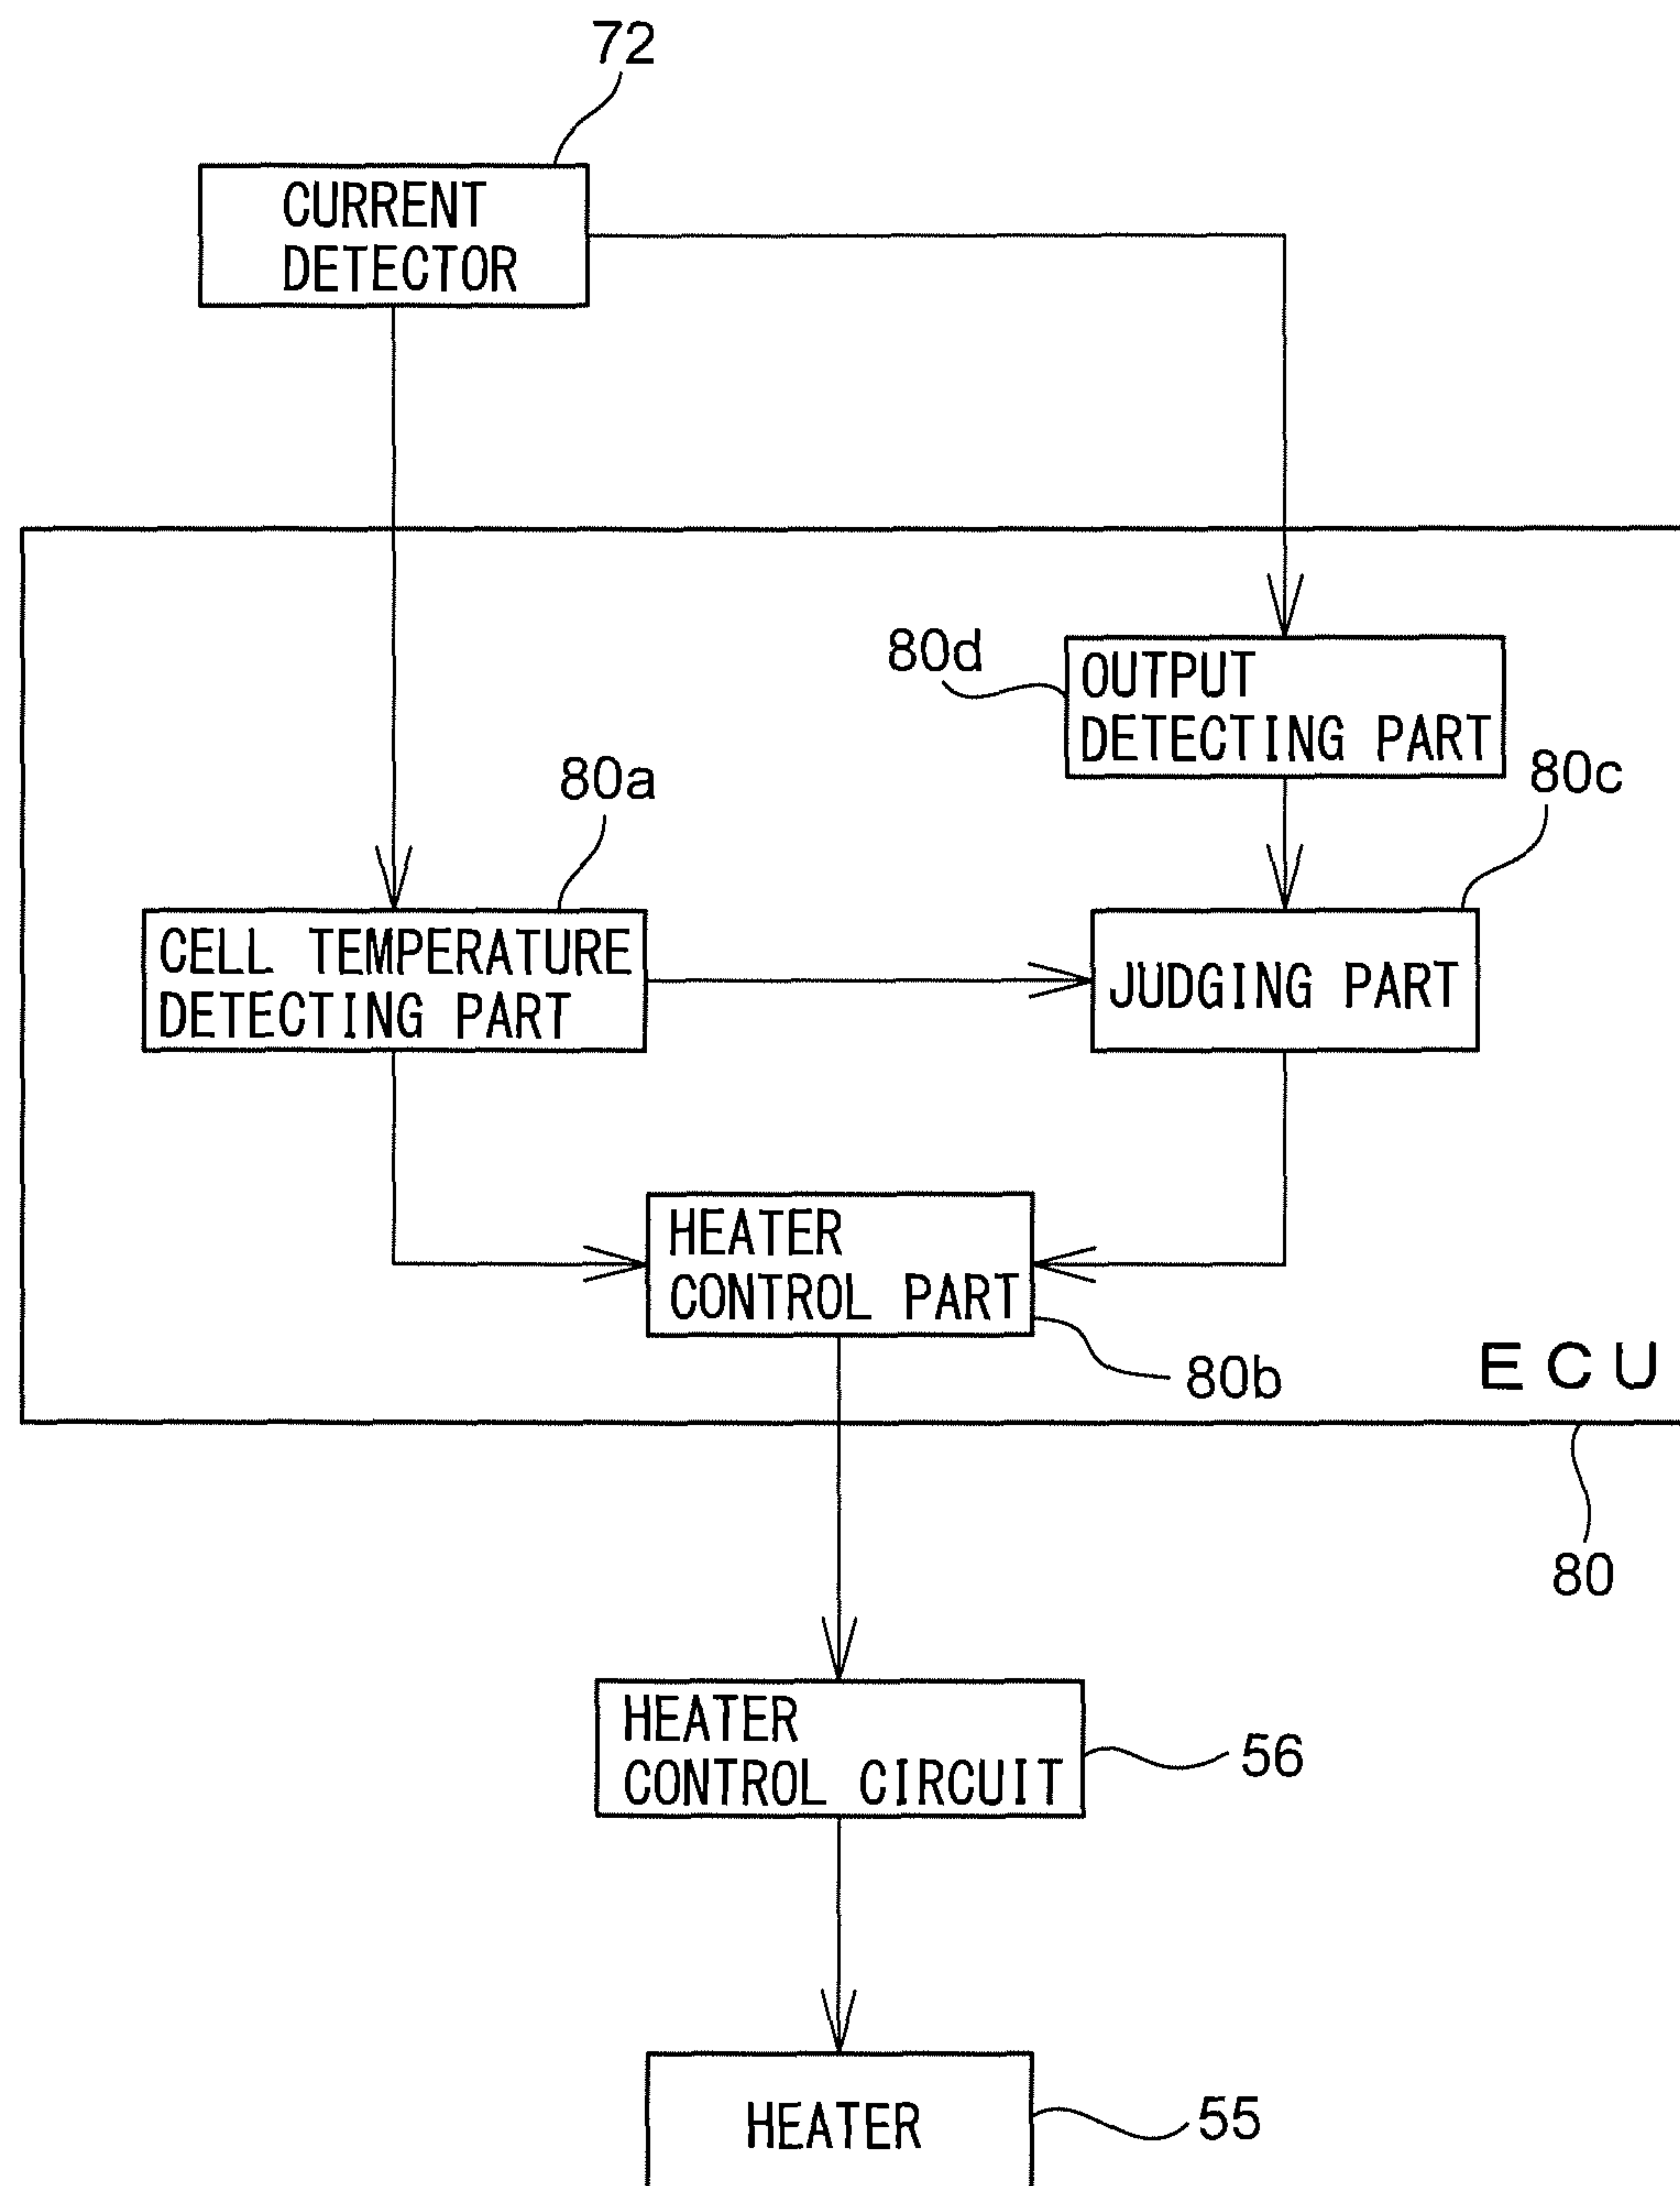 72
CURRENT
DETECTOR
80d
OUTPUT
DETECTING PART
80a
80c
CELL TEMPERATURE
DETECTING PART
JUDGING PART
HEATER
CONTROL PART
80b
ECU
80
HEATER
CONTROL CIRCUIT
56
HEATER
55